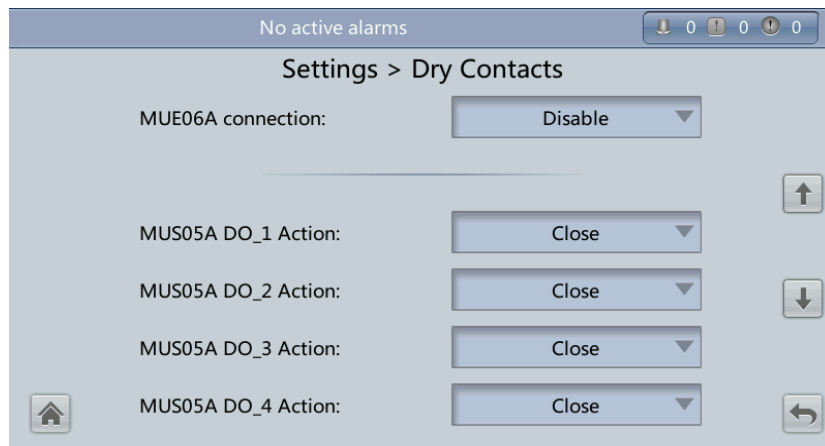 No active alarms 0 0 0
Settings > Dry Contacts
MUE06A connection: Disable
MUS05A DO_1 Action: Close
MUS05A DO_2 Action: Close
MUS05A DO_3 Action: Close
MUS05A DO_4 Action: Close